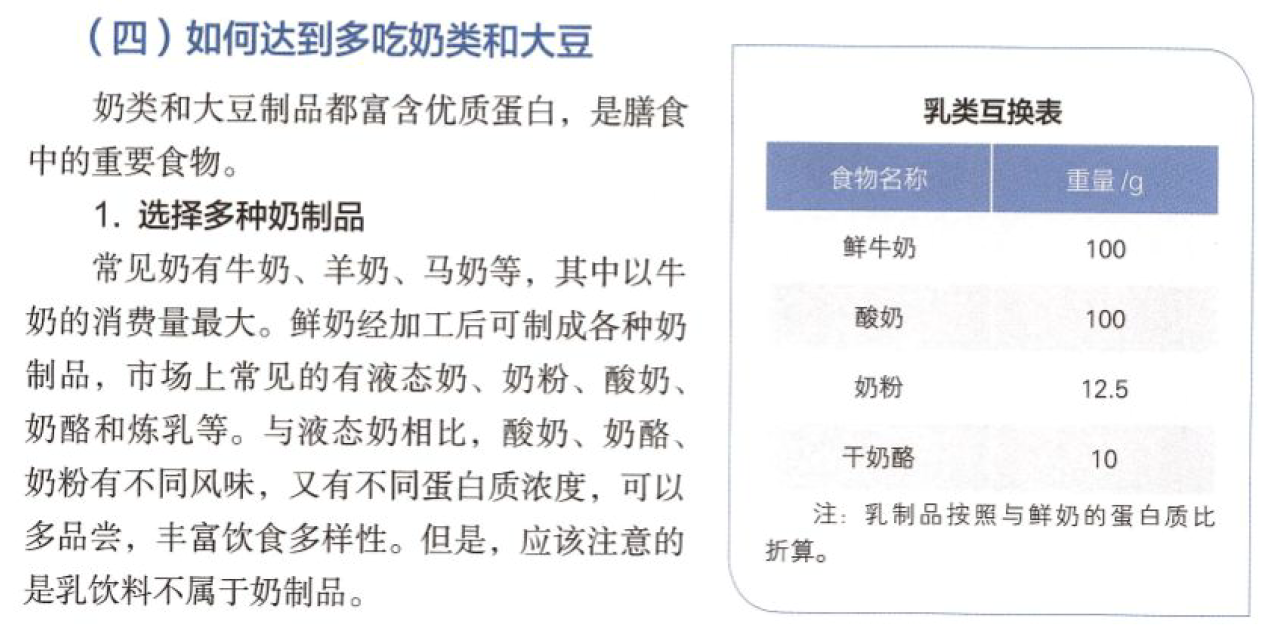 （四）如何达到多吃奶类和大豆
奶类和大豆制品都富含优质蛋白，是膳食
中的重要食物。
1. 选择多种奶制品
常见奶有牛奶、羊奶、马奶等，其中以牛
奶的消费量最大。鲜奶经加工后可制成各种奶
制品，市场上常见的有液态奶、奶粉、酸奶、
奶酪和炼乳等。与液态奶相比，酸奶、奶酪、
奶粉有不同风味，又有不同蛋白质浓度，可以
多品尝，丰富饮食多样性。但是，应该注意的
是乳饮料不属于奶制品。
乳类互换表
食物名称 重量 /g
鲜牛奶 100
酸奶 100
奶粉 12.5
干奶酪 10
注：乳制品按照与鲜奶的蛋白质比
折算。